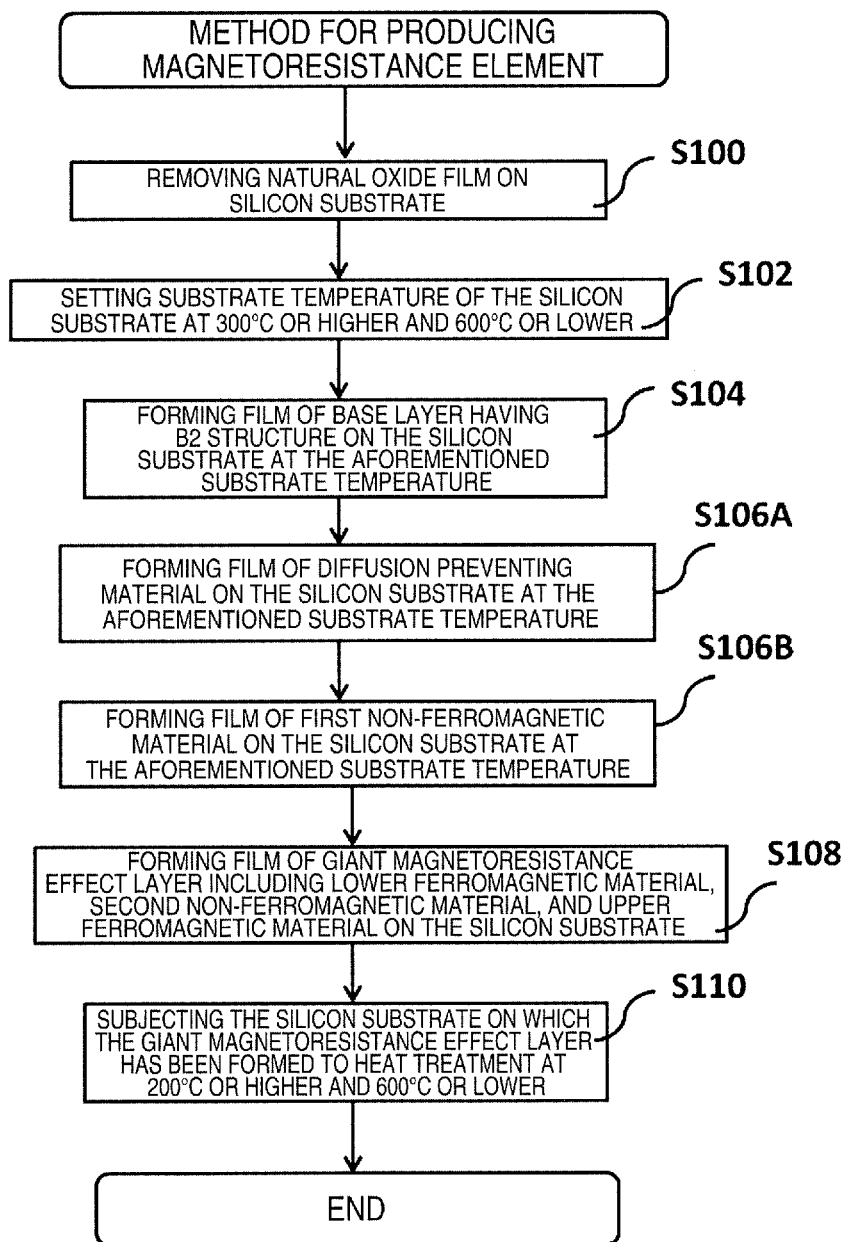 METHOD FOR PRODUCING
MAGNETORESISTANCE ELEMENT
S100
REMOVING NATURAL OXIDE FILM ON
SILICON SUBSTRATE
S102
SETTING SUBSTRATE TEMPERATURE OF THE SILICON
SUBSTRATE AT 300°C OR HIGHER AND 600°C OR LOWER
S104
FORMING FILM OF BASE LAYER HAVING
B2 STRUCTURE ON THE SILICON
SUBSTRATE AT THE AFOREMENTIONED
SUBSTRATE TEMPERATURE
S106A
FORMING FILM OF DIFFUSION PREVENTING
MATERIAL ON THE SILICON SUBSTRATE AT THE
AFOREMENTIONED SUBSTRATE TEMPERATURE
S106B
FORMING FILM OF FIRST NON-FERROMAGNETIC
MATERIAL ON THE SILICON SUBSTRATE AT
THE AFOREMENTIONED SUBSTRATE TEMPERATURE
S108
FORMING FILM OF GIANT MAGNETORESISTANCE
EFFECT LAYER INCLUDING LOWER FERROMAGNETIC MATERIAL,
SECOND NON-FERROMAGNETIC MATERIAL, AND UPPER
FERROMAGNETIC MATERIAL ON THE SILICON SUBSTRATE
S110
SUBJECTING THE SILICON SUBSTRATE ON WHICH
THE GIANT MAGNETORESISTANCE EFFECT LAYER
HAS BEEN FORMED TO HEAT TREATMENT AT
200°C OR HIGHER AND 600°C OR LOWER
END